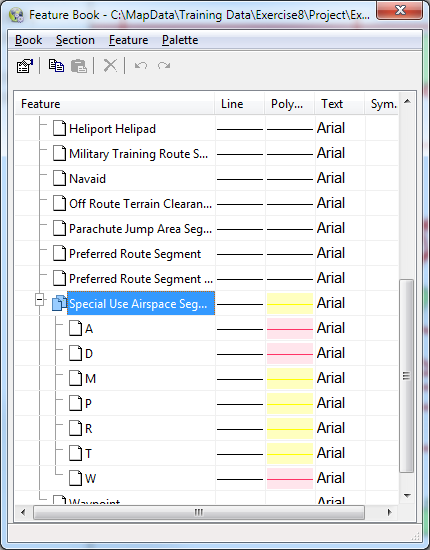 Feature Book - C:\MapData\Training Data\Exercise8\Project\Ex...
Book Section Feature Palette
Feature Line Poly... Text Sym...
Heliport Helipad Arial
Military Training Route S... Arial
Navaid Arial
Off Route Terrain Clearan... Arial
Parachute Jump Area Seg... Arial
Preferred Route Segment Arial
Preferred Route Segment ... Arial
Special Use Airspace Seg... Arial
A Arial
D Arial
M Arial
P Arial
R Arial
T Arial
W Arial
Waypoint Arial